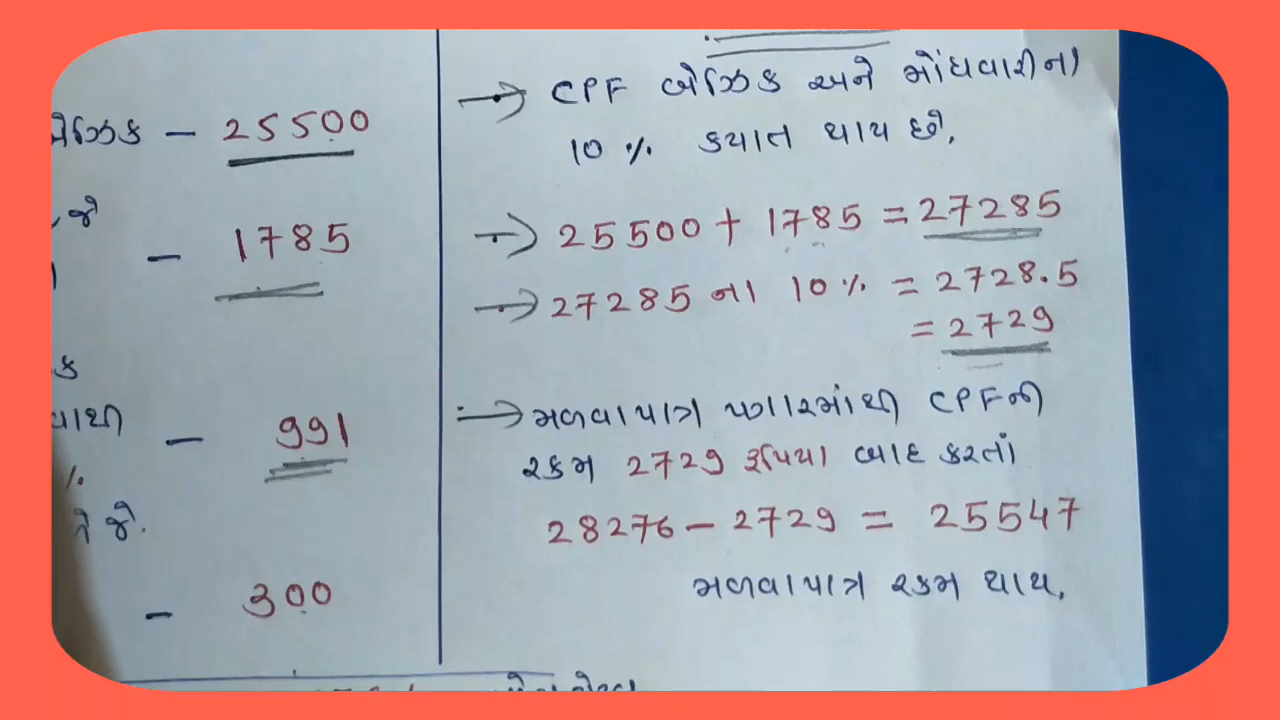 બેઝિક – 25500
જે
– 1785
ક
– 991
%
જે.
– 300
→ CPF બેઝિક અને મોંઘવારીના
10 % કપાત થાય છે.
→ 25500 + 1785 = 27285
→ 27285 ના 10 % = 2728.5
= 2729
→ મળવાપાત્ર પગારમાંથી CPFની
રકમ 2729 રૂપિયા બાદ કરતાં
28276 – 2729 = 25547
મળવાપાત્ર રકમ થાય.